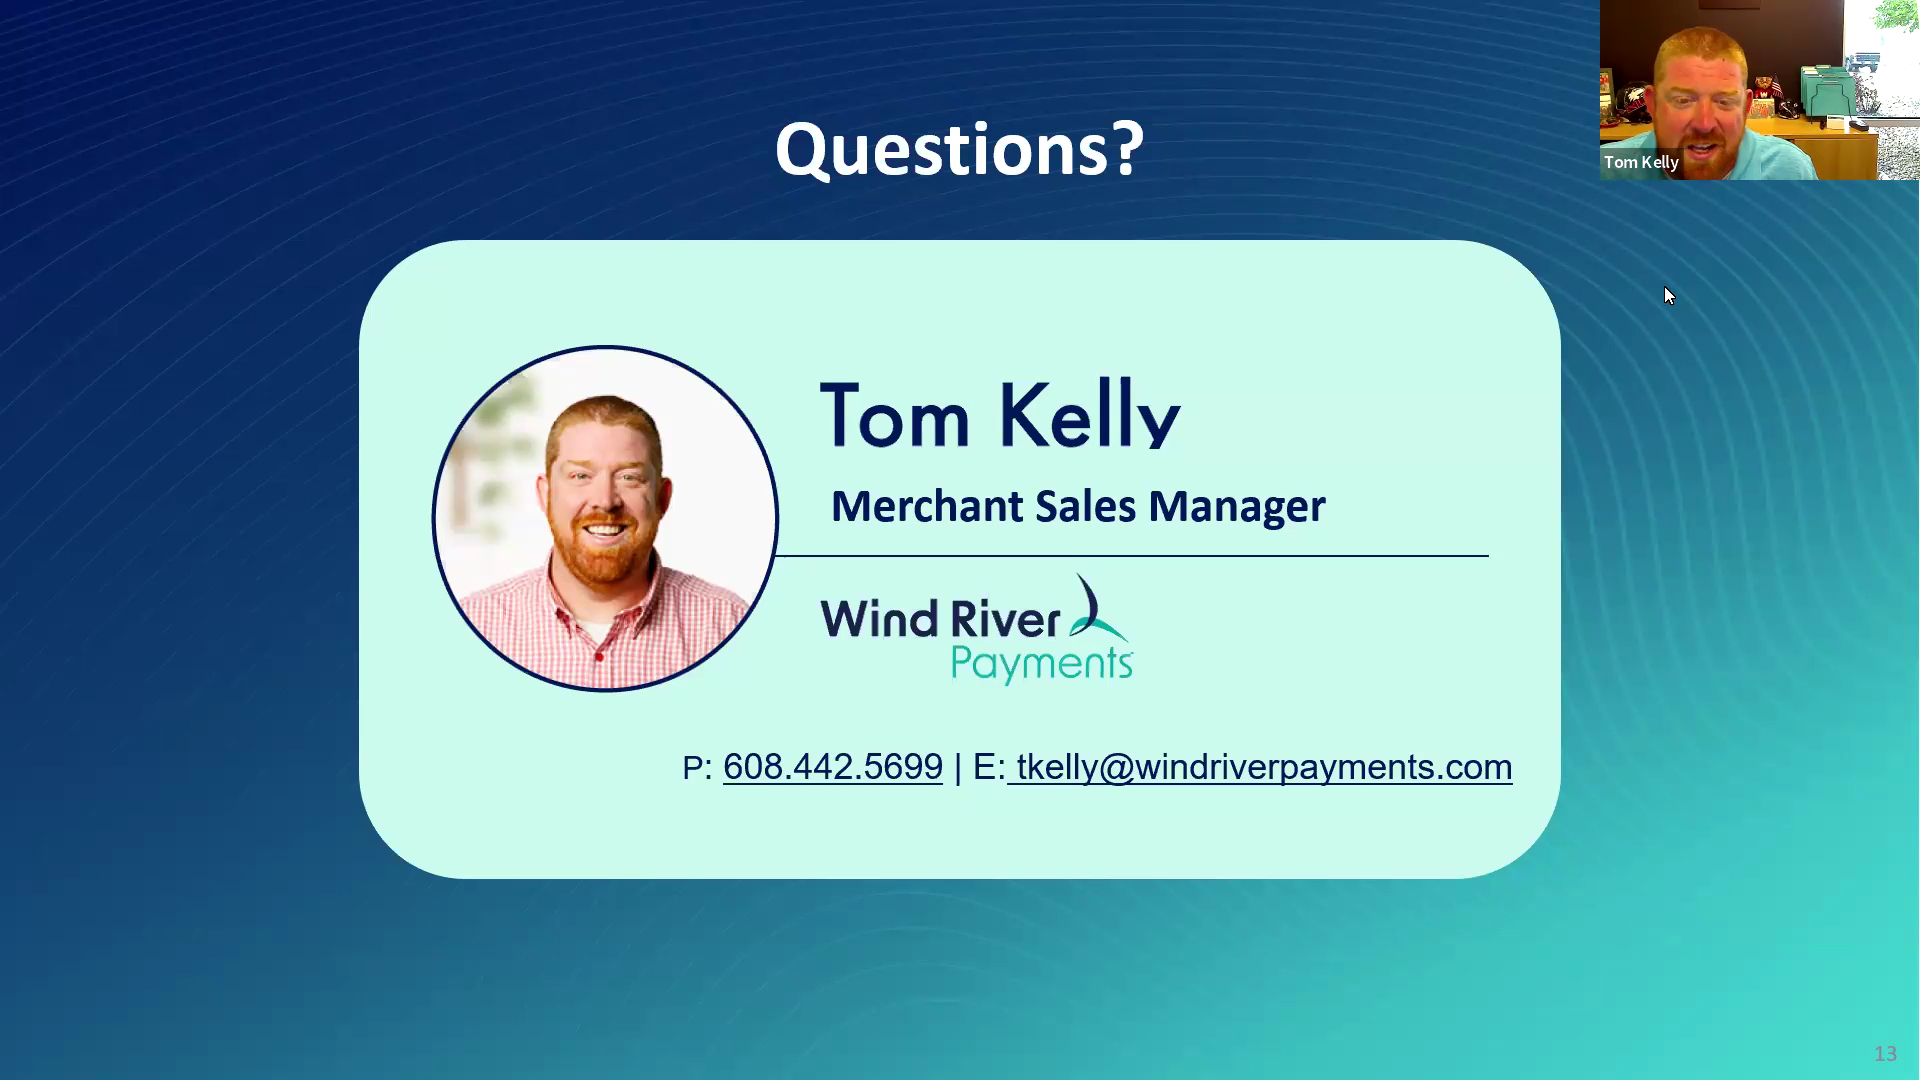 Questions?
Tom Kelly
Tom Kelly
Merchant Sales Manager
Wind River
Payments
P: 608.442.5699 | E: tkelly@windriverpayments.com
13